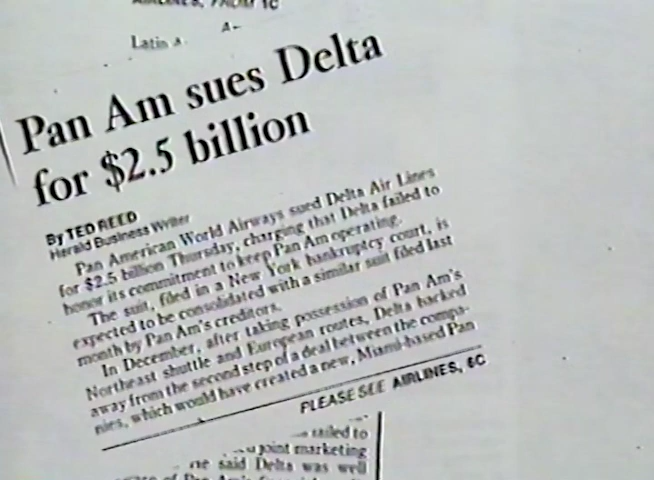 AIRLINES, FROM 1C
A-
Latin A
Pan Am sues Delta
for $2.5 billion
By TED REED
Herald Business Writer
Pan American World Airways sued Delta Air Lines
for $2.5 billion Thursday, charging that Delta failed to
honor its commitment to keep Pan Am operating.
The suit, filed in a New York bankruptcy court, is
expected to be consolidated with a similar suit filed last
month by Pan Am's creditors.
In December, after taking possession of Pan Am's
Northeast shuttle and European routes, Delta backed
away from the second step of a deal between the compa-
nies, which would have created a new, Miami-based Pan
PLEASE SEE AIRLINES, 6C
failed to
joint marketing
said Delta was well